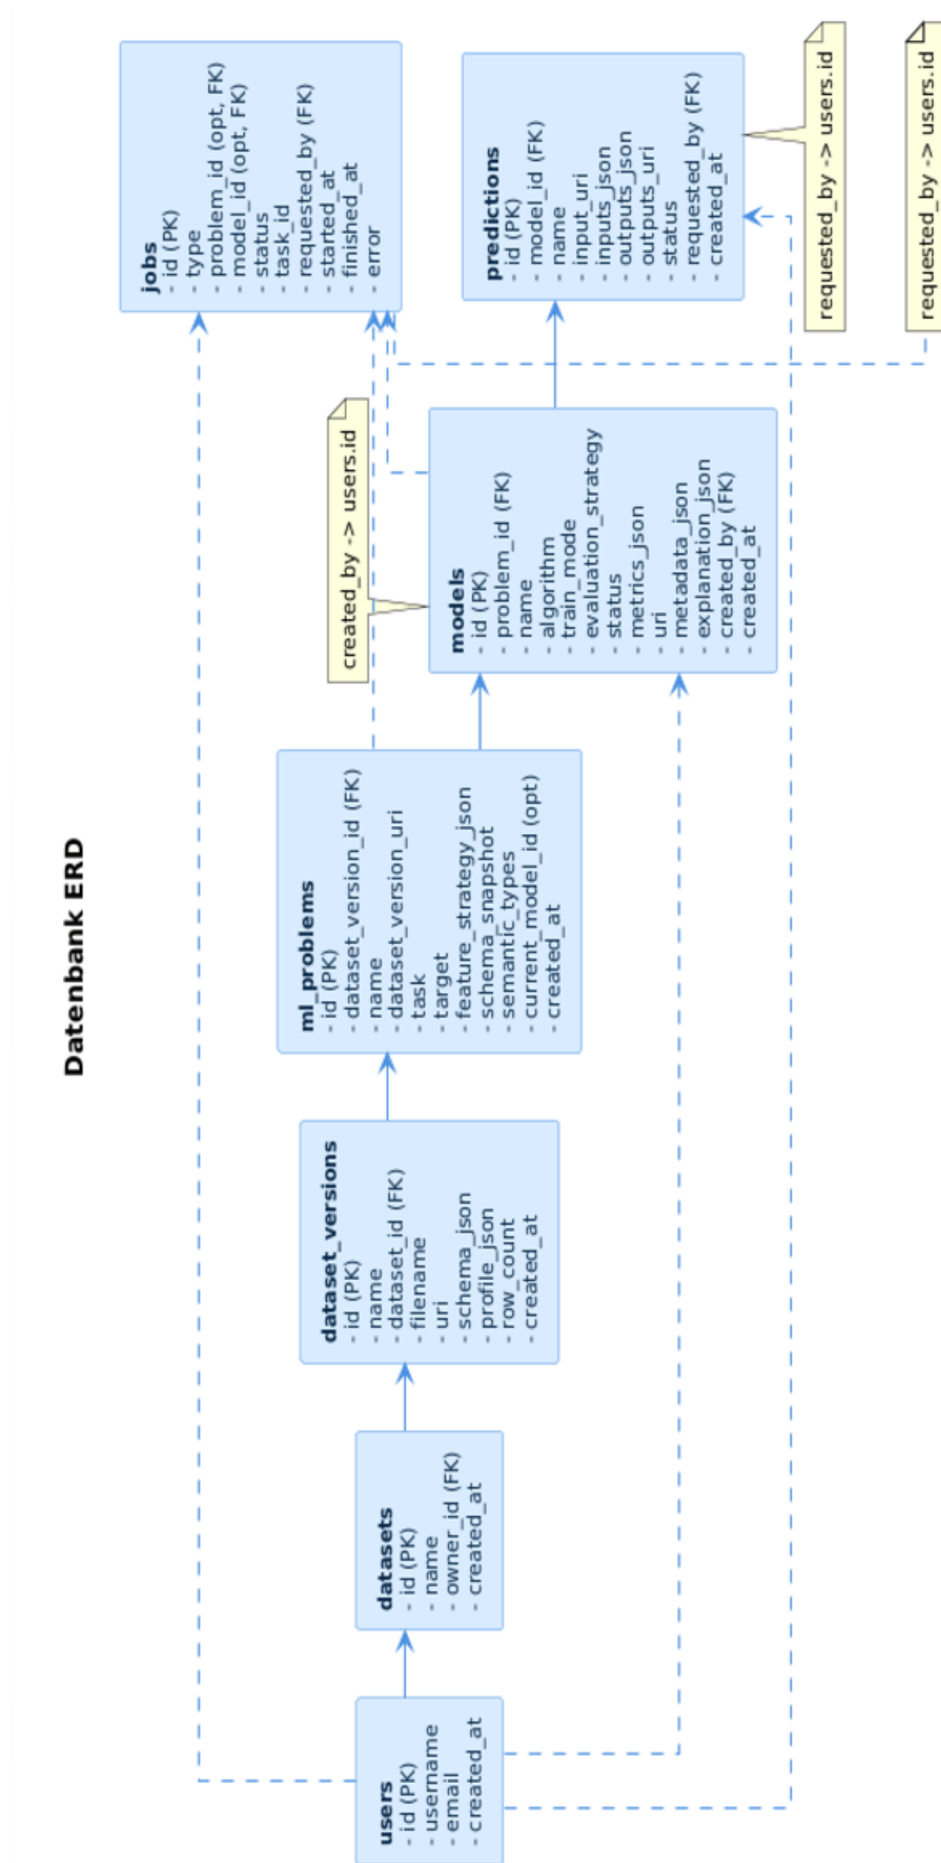 Datenbank ERD
users
- id (PK)
- username
- email
- created_at
datasets
- id (PK)
- name
- owner_id (FK)
- created_at
dataset_versions
- id (PK)
- name
- dataset_id (FK)
- filename
- uri
- schema_json
- profile_json
- row_count
- created_at
ml_problems
- id (PK)
- dataset_version_id (FK)
- name
- dataset_version_uri
- task
- target
- feature_strategy_json
- schema_snapshot
- semantic_types
- current_model_id (opt)
- created_at
created_by -> users.id
models
- id (PK)
- problem_id (FK)
- name
- algorithm
- train_mode
- evaluation_strategy
- status
- metrics_json
- uri
- metadata_json
- explanation_json
- created_by (FK)
- created_at
jobs
- id (PK)
- type
- problem_id (opt, FK)
- model_id (opt, FK)
- status
- task_id
- requested_by (FK)
- started_at
- finished_at
- error
predictions
- id (PK)
- model_id (FK)
- name
- input_uri
- inputs_json
- outputs_json
- outputs_uri
- status
- requested_by (FK)
- created_at
requested_by -> users.id
requested_by -> users.id